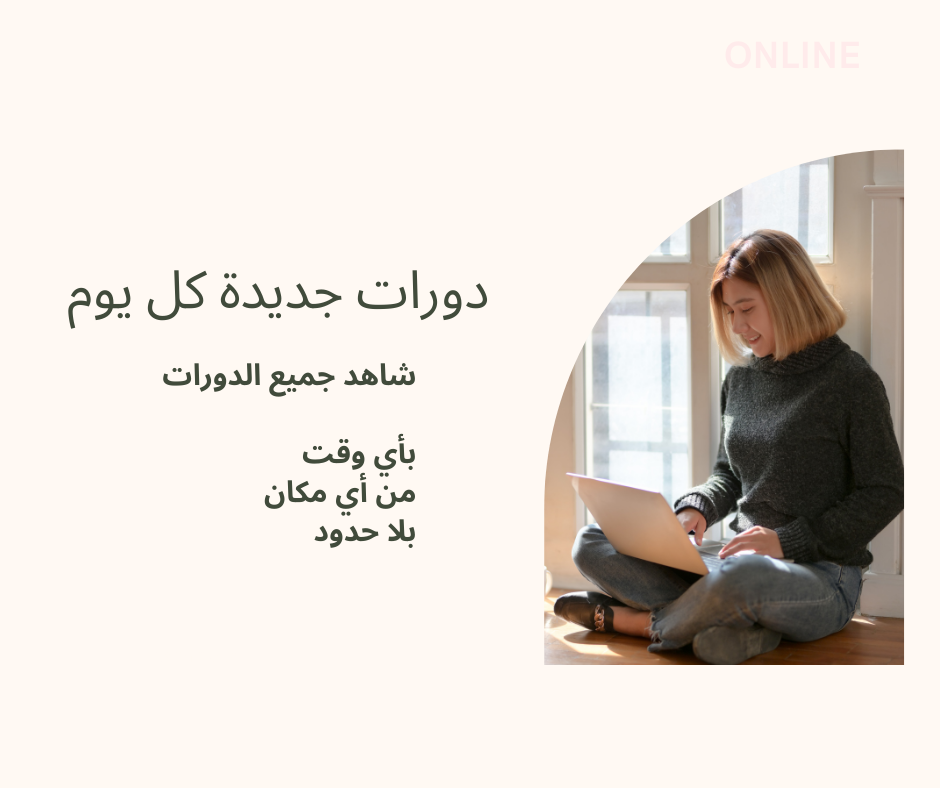 ONLINE
دورات جديدة كل يوم
شاهد جميع الدورات
بأي وقت
من أي مكان
بلا حدود